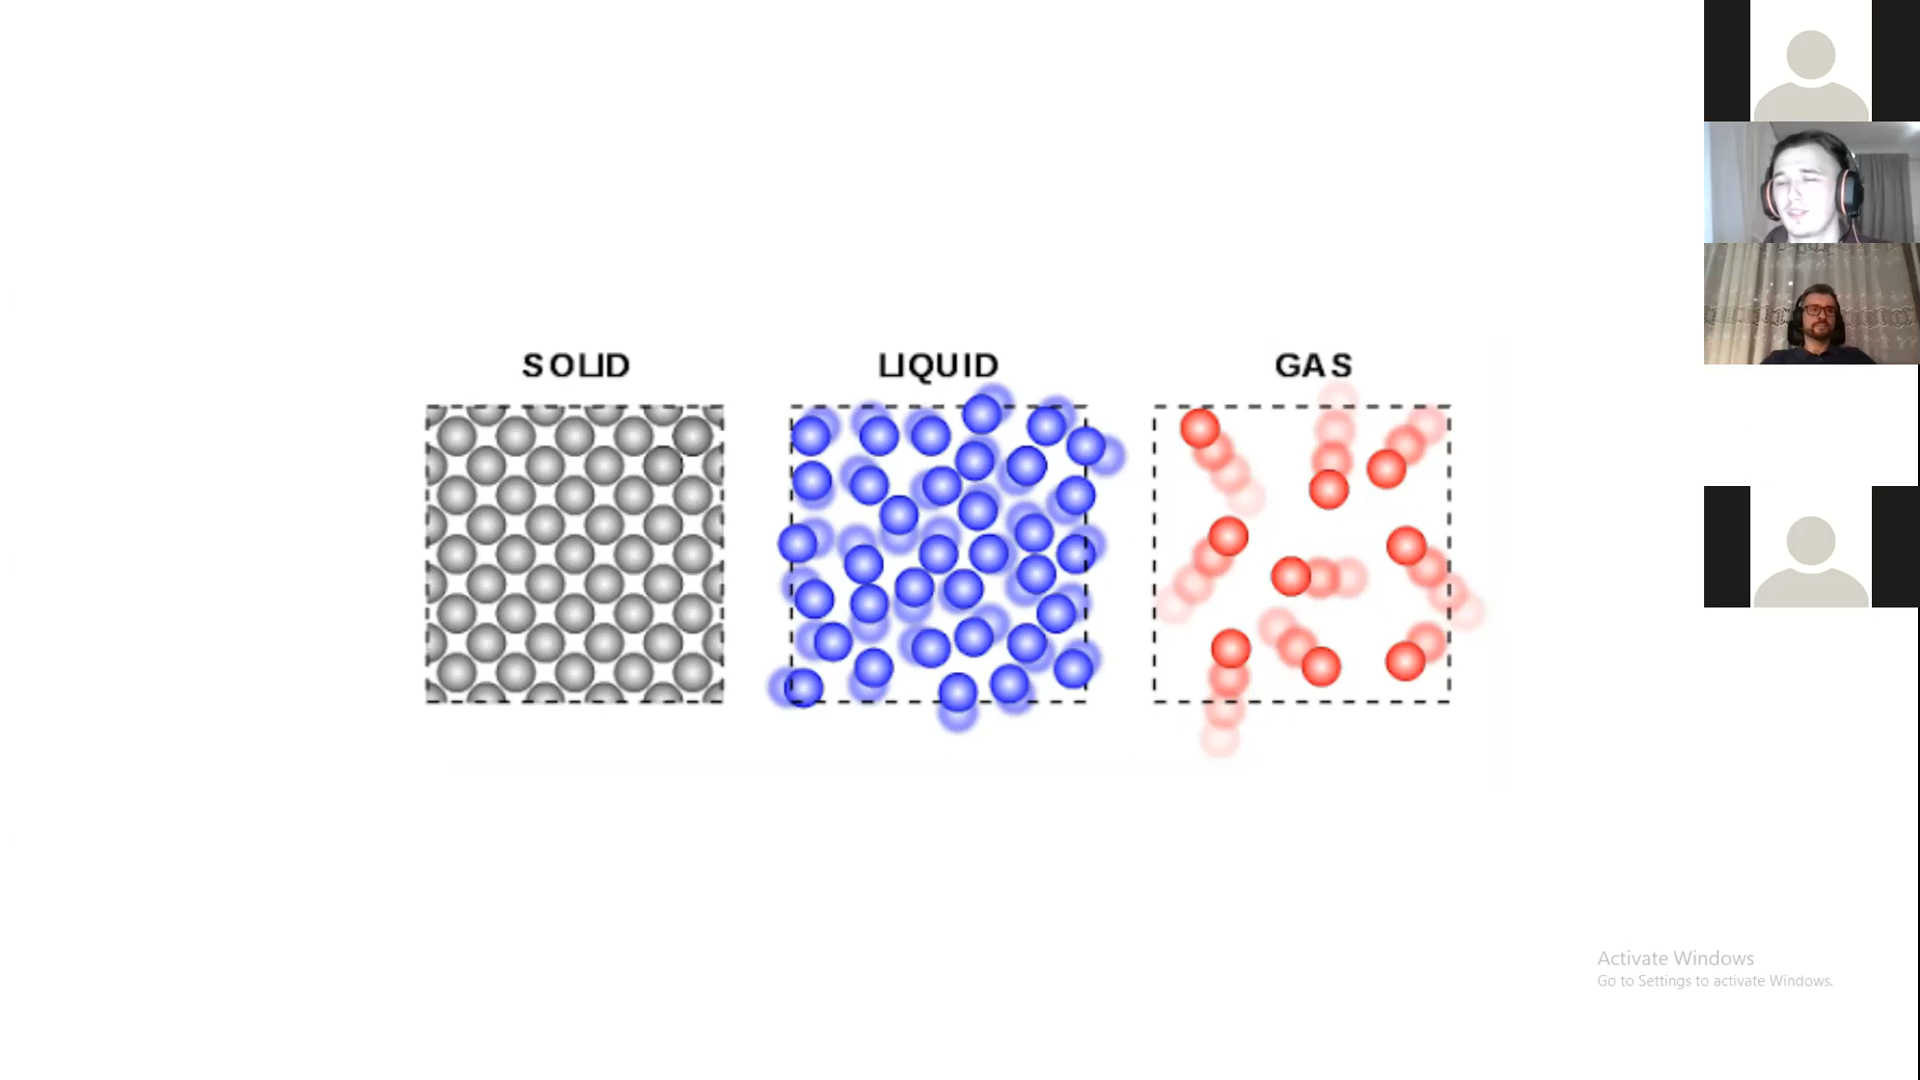 SOLID
LIQUID
GAS
Activate Windows
Go to Settings to activate Windows.